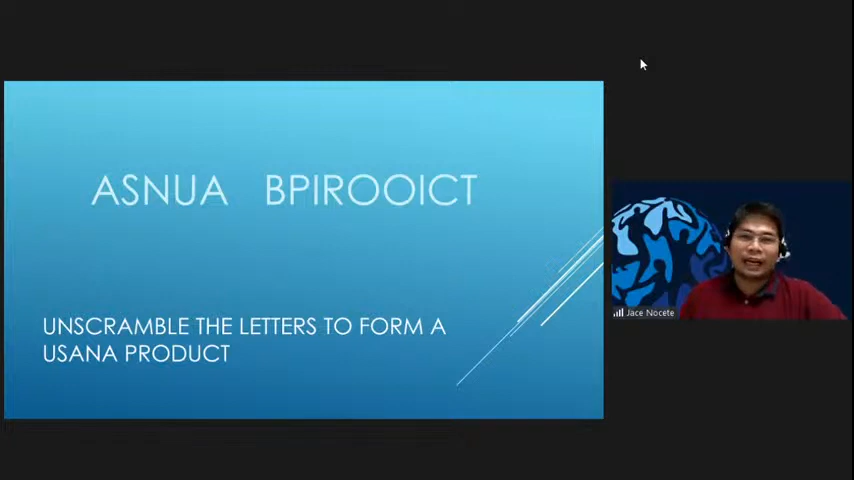 ASNUA BPIROOICT
UNSCRAMBLE THE LETTERS TO FORM A
USANA PRODUCT
Jace Nocete